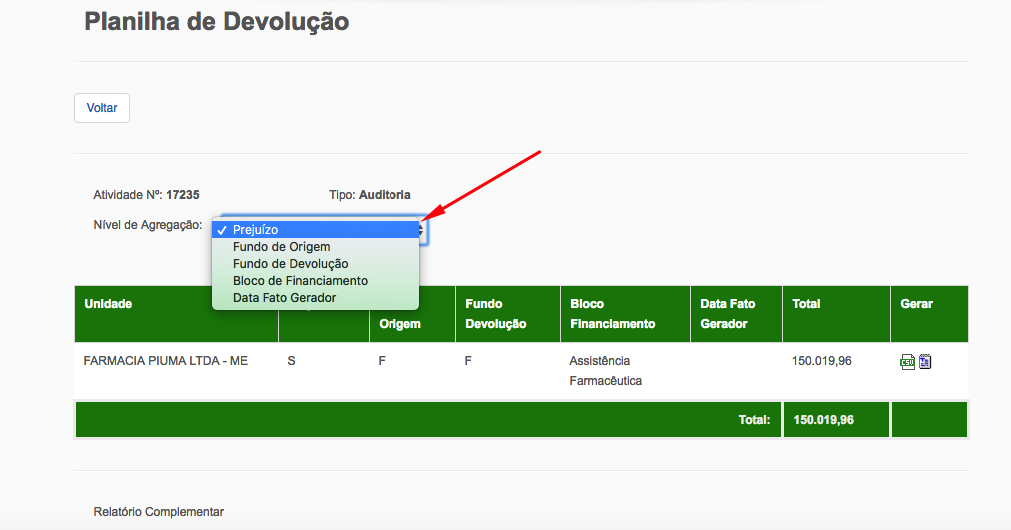 Planilha de Devolução
Voltar
Atividade Nº: 17235 Tipo: Auditoria
Nível de Agregação:
✓ Prejuízo
Fundo de Origem
Fundo de Devolução
Bloco de Financiamento
Data Fato Gerador
Unidade Origem Fundo Devolução Bloco Financiamento Data Fato Gerador Total Gerar
FARMACIA PIUMA LTDA - ME S F F Assistência Farmacêutica 150.019,96
Total: 150.019,96
Relatório Complementar